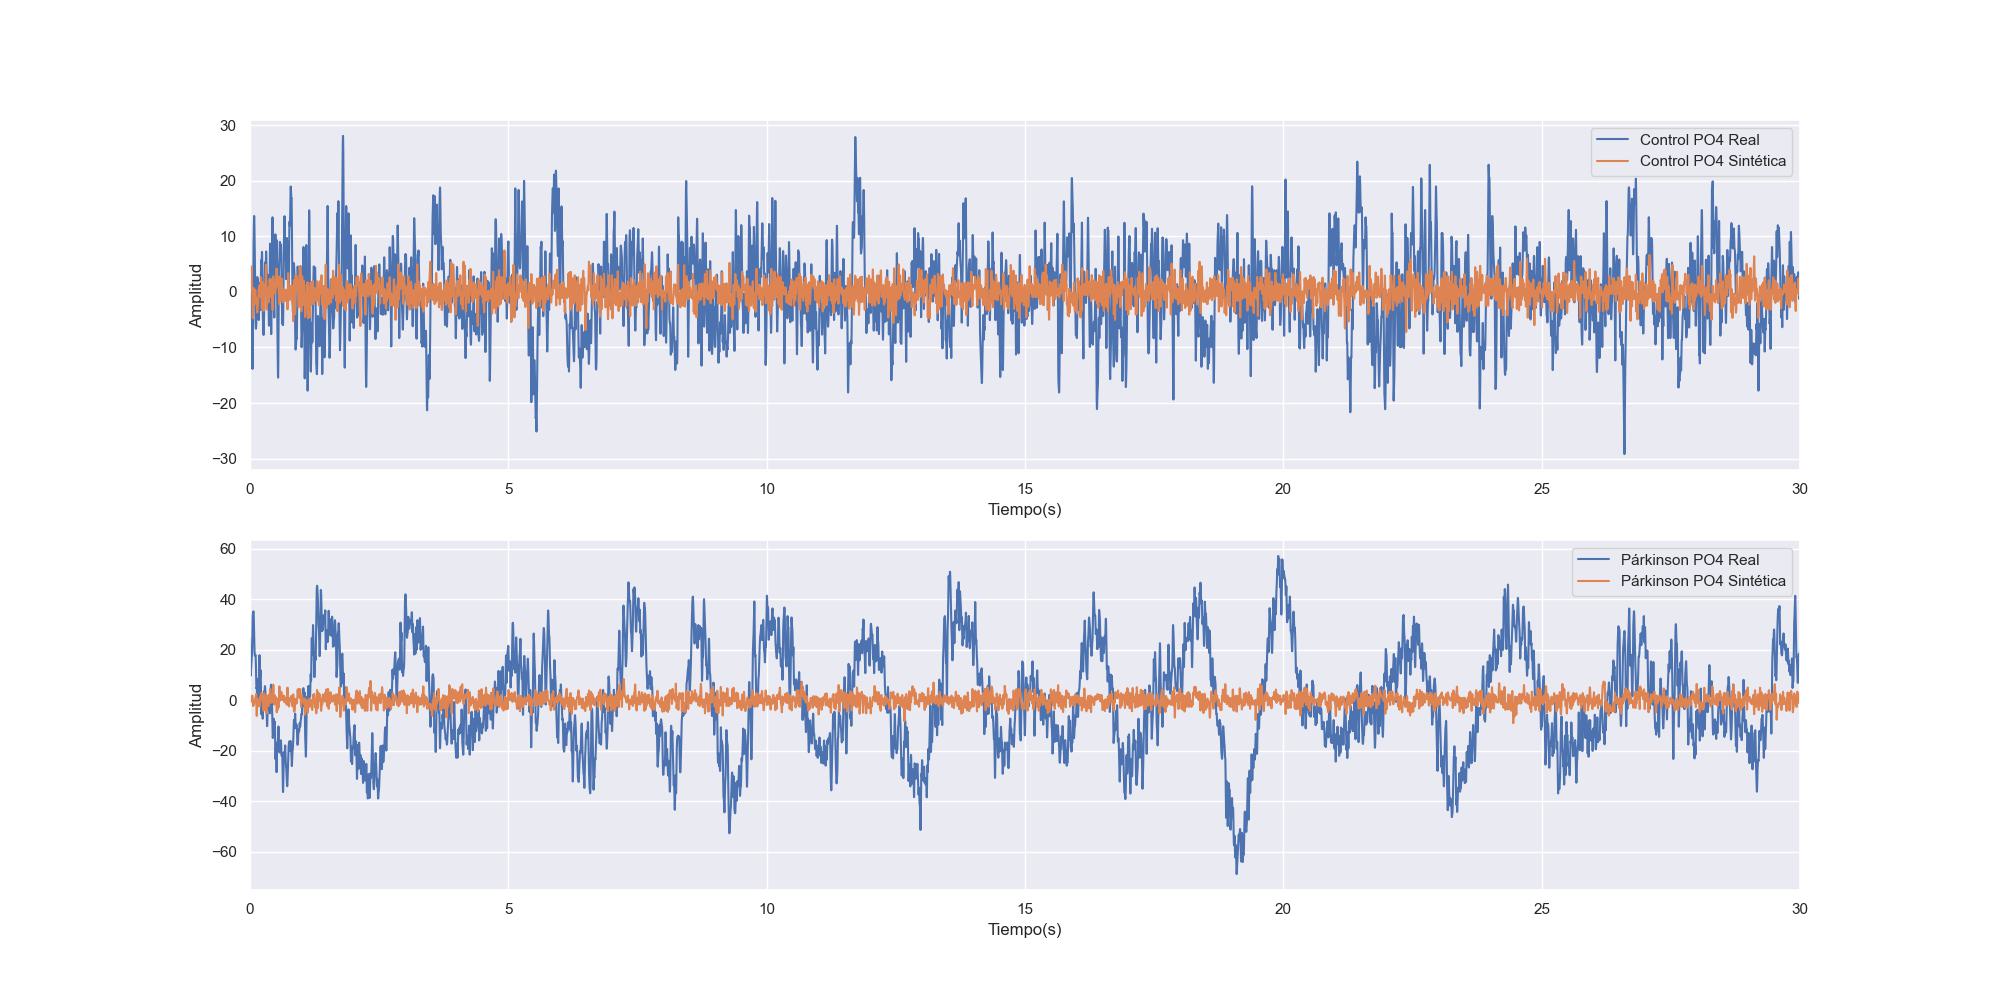 30
20
10
0
−10
−20
−30
Amplitud
Control PO4 Real
Control PO4 Sintética
0 5 10 15 20 25 30
Tiempo(s)
60
40
20
0
−20
−40
−60
Amplitud
Párkinson PO4 Real
Párkinson PO4 Sintética
0 5 10 15 20 25 30
Tiempo(s)